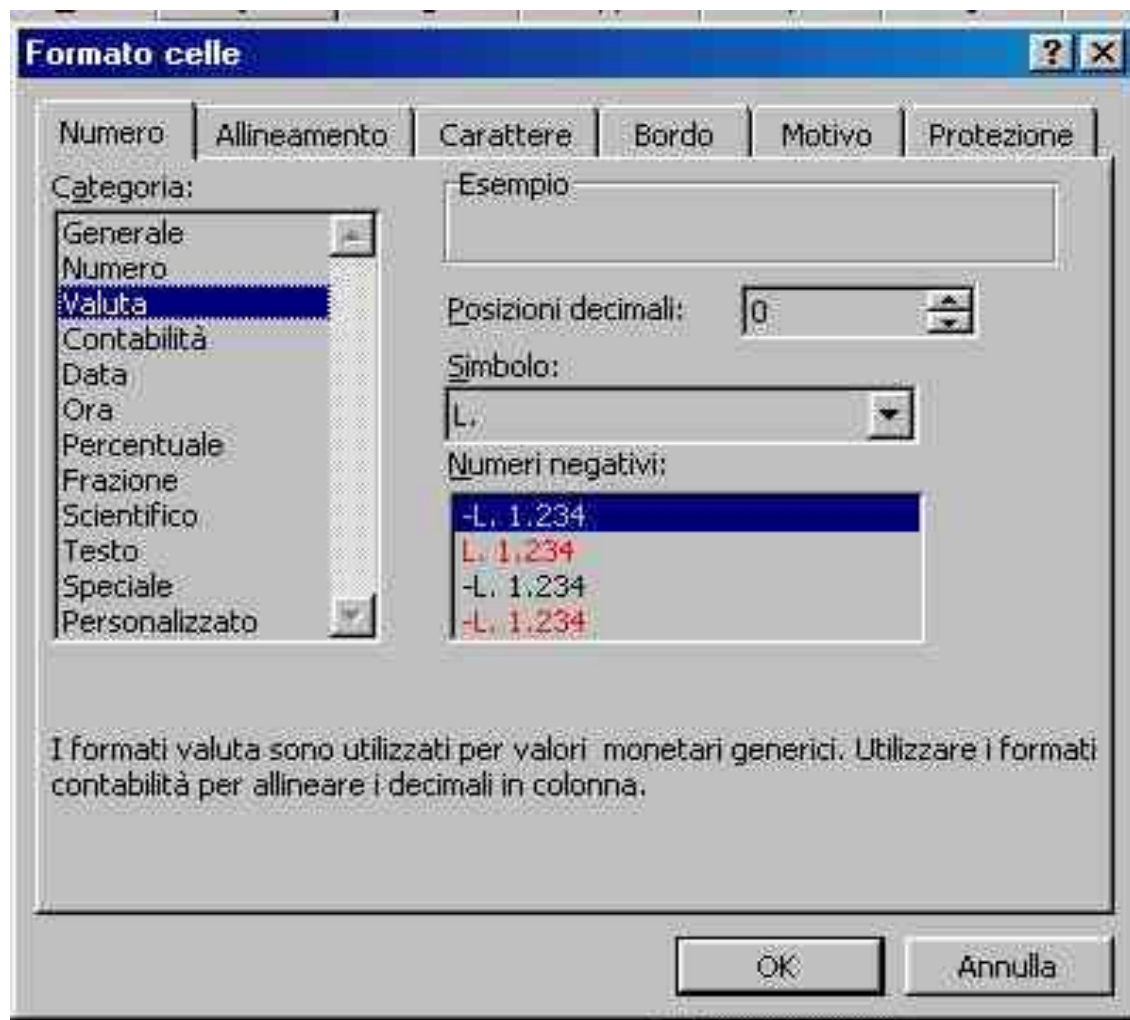 Formato celle
Numero Allineamento Carattere Bordo Motivo Protezione
Categoria:
Generale
Numero
Valuta
Contabilità
Data
Ora
Percentuale
Frazione
Scientifico
Testo
Speciale
Personalizzato
Esempio
Posizioni decimali: 0
Simbolo:
L.
Numeri negativi:
-L. 1.234
L. 1.234
-L. 1.234
-L. 1.234
I formati valuta sono utilizzati per valori monetari generici. Utilizzare i formati
contabilità per allineare i decimali in colonna.
OK Annulla